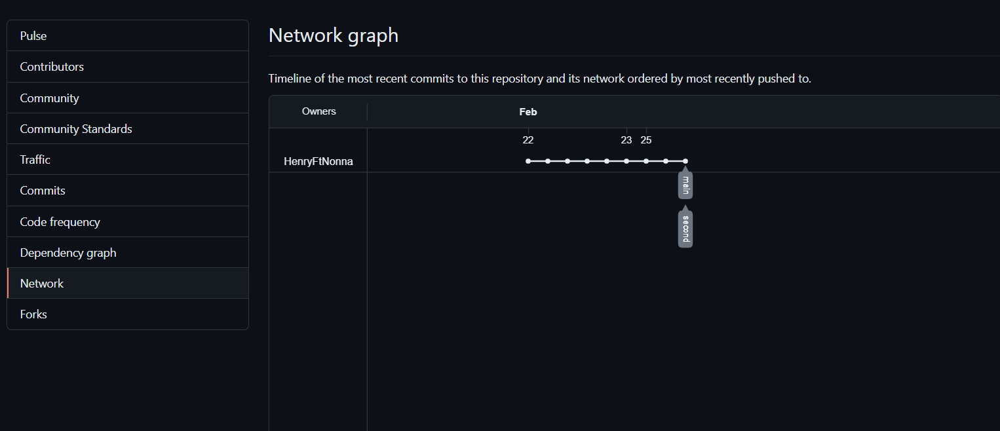 Pulse
Contributors
Community
Community Standards
Traffic
Commits
Code frequency
Dependency graph
Network
Forks
Network graph
Timeline of the most recent commits to this repository and its network ordered by most recently pushed to.
Owners
Feb
22 23 25
HenryFtNonna
main
second